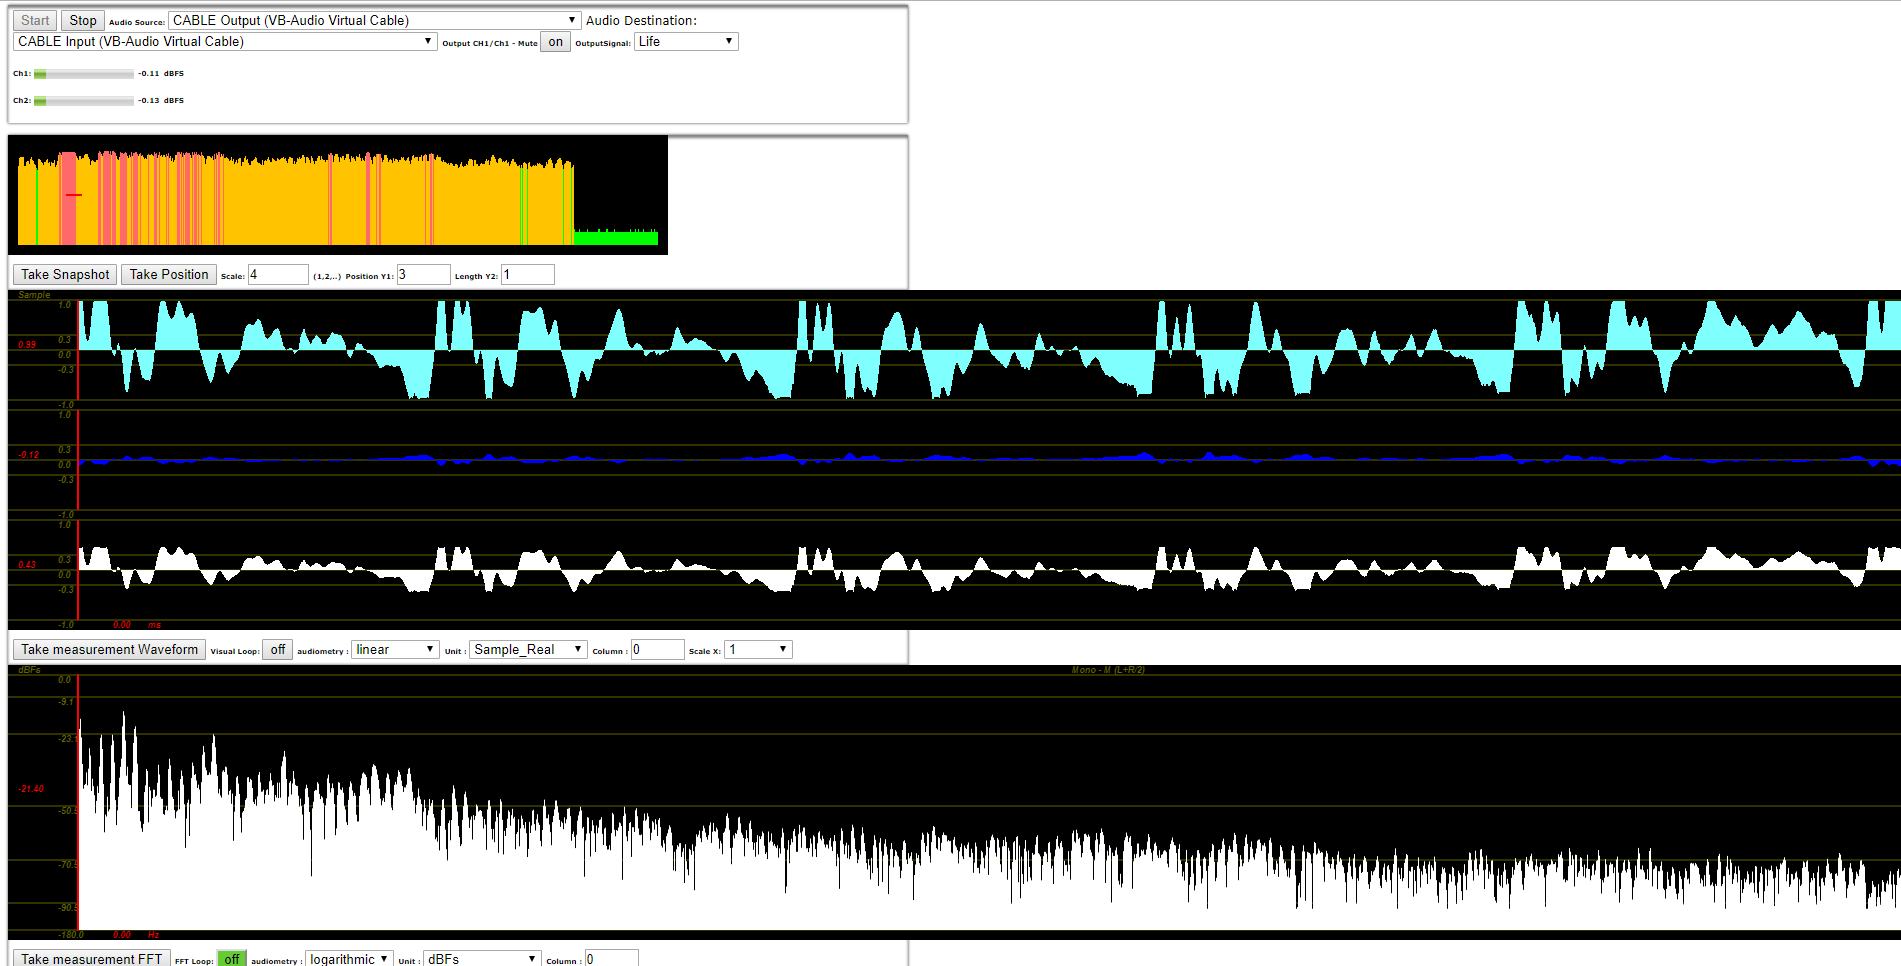 Start Stop Audio Source: CABLE Output (VB-Audio Virtual Cable) Audio Destination:
CABLE Input (VB-Audio Virtual Cable) Output CH1/Ch1 - Mute on OutputSignal: Life
Ch1: -0.11 dBFS
Ch2: -0.13 dBFS
Take Snapshot Take Position Scale: 4 (1,2,..) Position Y1: 3 Length Y2: 1
Sample
1.0
0.3
0.99
0.0
-0.3
-1.0
1.0
0.3
-0.12
0.0
-0.3
-1.0
1.0
0.3
0.43
0.0
-0.3
-1.0 0.00 ms
Take measurement Waveform Visual Loop: off audiometry : linear Unit : Sample_Real Column : 0 Scale X: 1
dBFs Mono - M (L+R/2)
0.0
-9.1
-23.1
-21.40
-50.5
-70.5
-90.5
-180.0 0.00 Hz
Take measurement FFT FFT Loop: off audiometry : logarithmic Unit : dBFs Column : 0